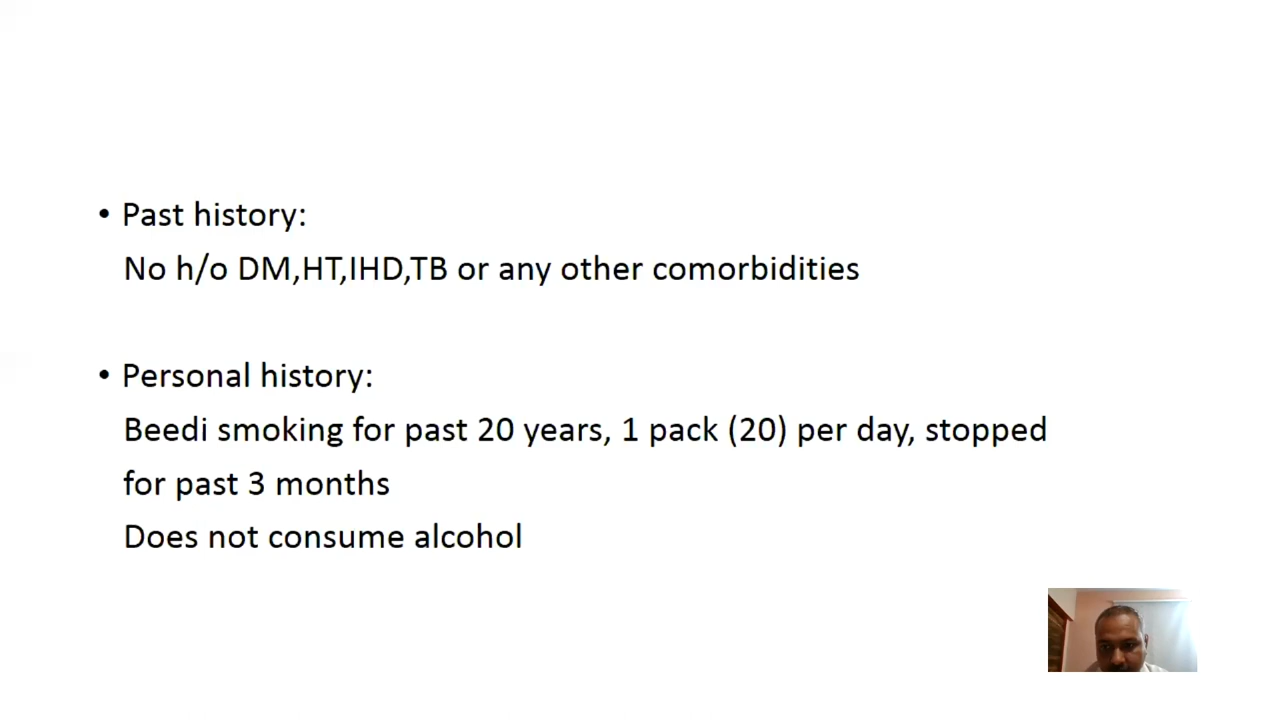 • Past history:
No h/o DM,HT,IHD,TB or any other comorbidities
• Personal history:
Beedi smoking for past 20 years, 1 pack (20) per day, stopped
for past 3 months
Does not consume alcohol